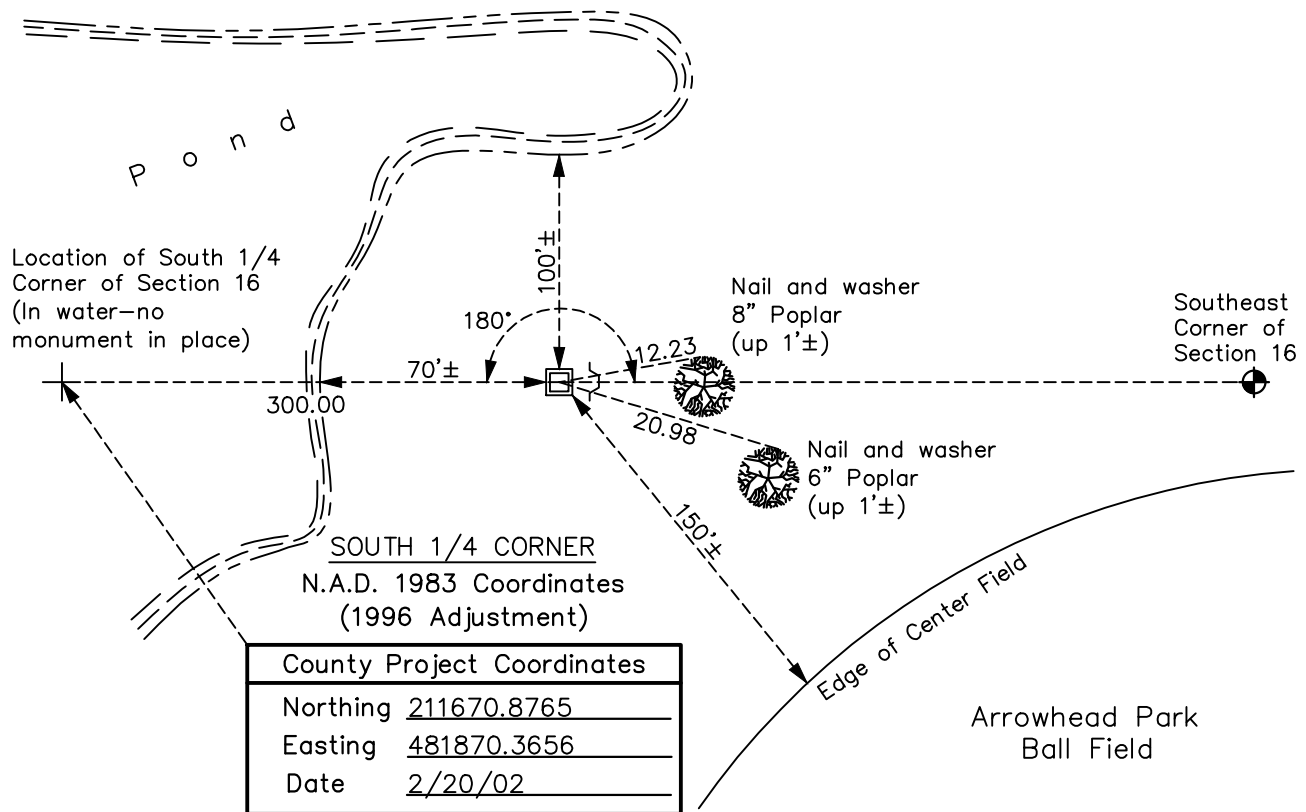 Pond
Location of South 1/4
Corner of Section 16
(In water-no
monument in place)
100'±
180°
70'±
300.00
12.23
20.98
Nail and washer
8" Poplar
(up 1'±)
Southeast
Corner of
Section 16
Nail and washer
6" Poplar
(up 1'±)
150'±
Edge of Center Field
Arrowhead Park
Ball Field
SOUTH 1/4 CORNER
N.A.D. 1983 Coordinates
(1996 Adjustment)
County Project Coordinates
Northing 211670.8765
Easting 481870.3656
Date 2/20/02